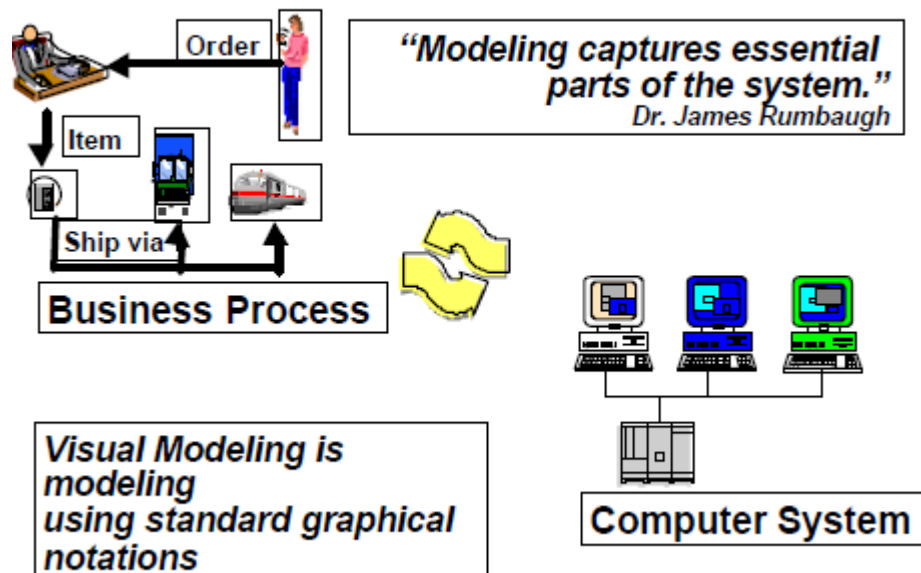 Order
“Modeling captures essential
parts of the system.”
Dr. James Rumbaugh
Item
Ship via
Business Process
Visual Modeling is
modeling
using standard graphical
notations
Computer System